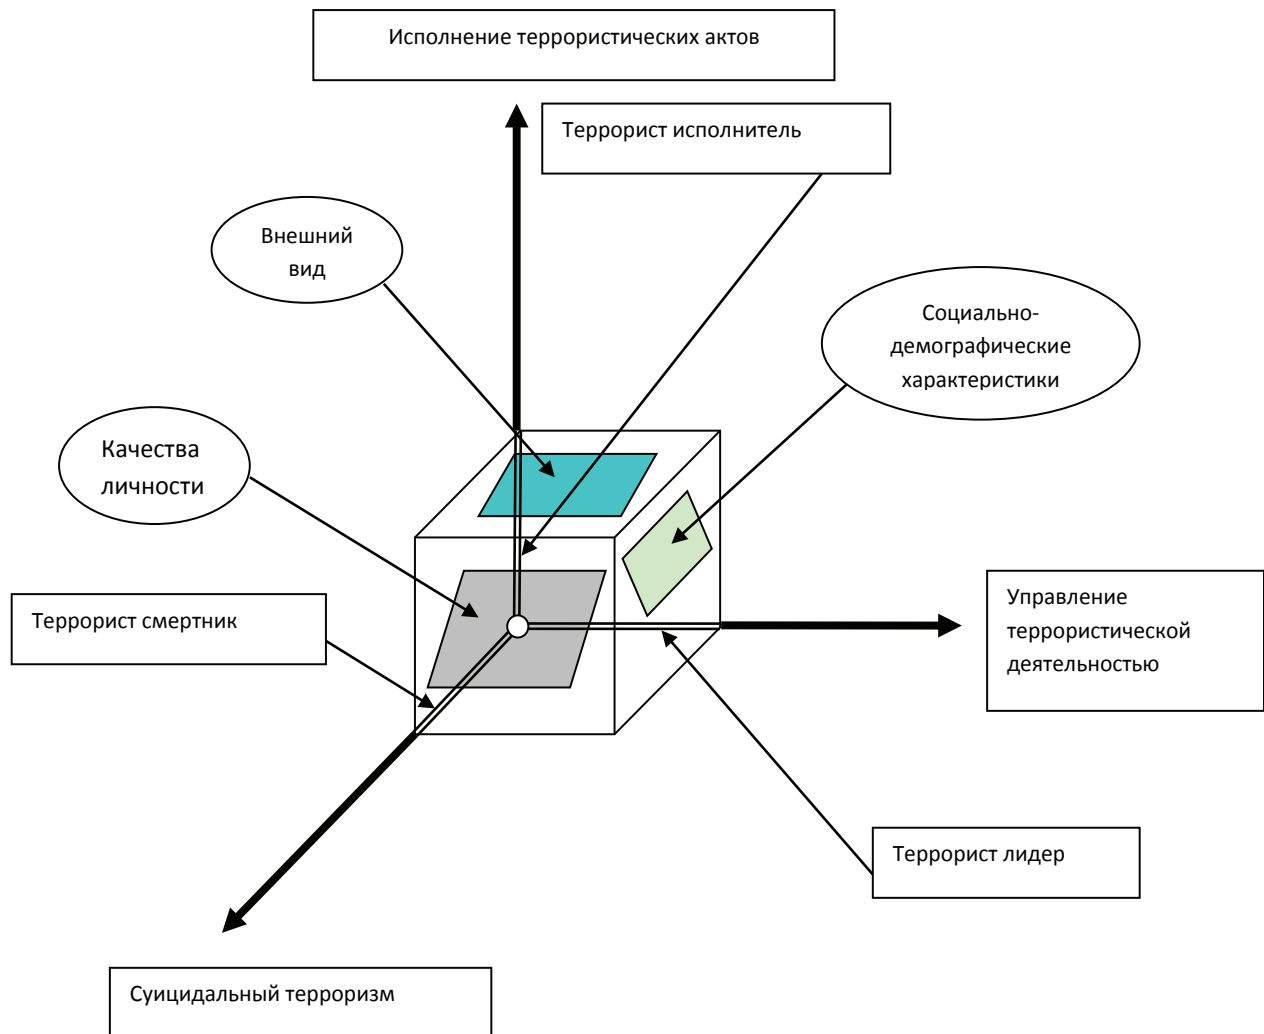 Исполнение террористических актов
Террорист исполнитель
Внешний
вид
Социально-
демографические
характеристики
Качества
личности
Террорист смертник
Управление
террористической
деятельностью
Террорист лидер
Суицидальный терроризм